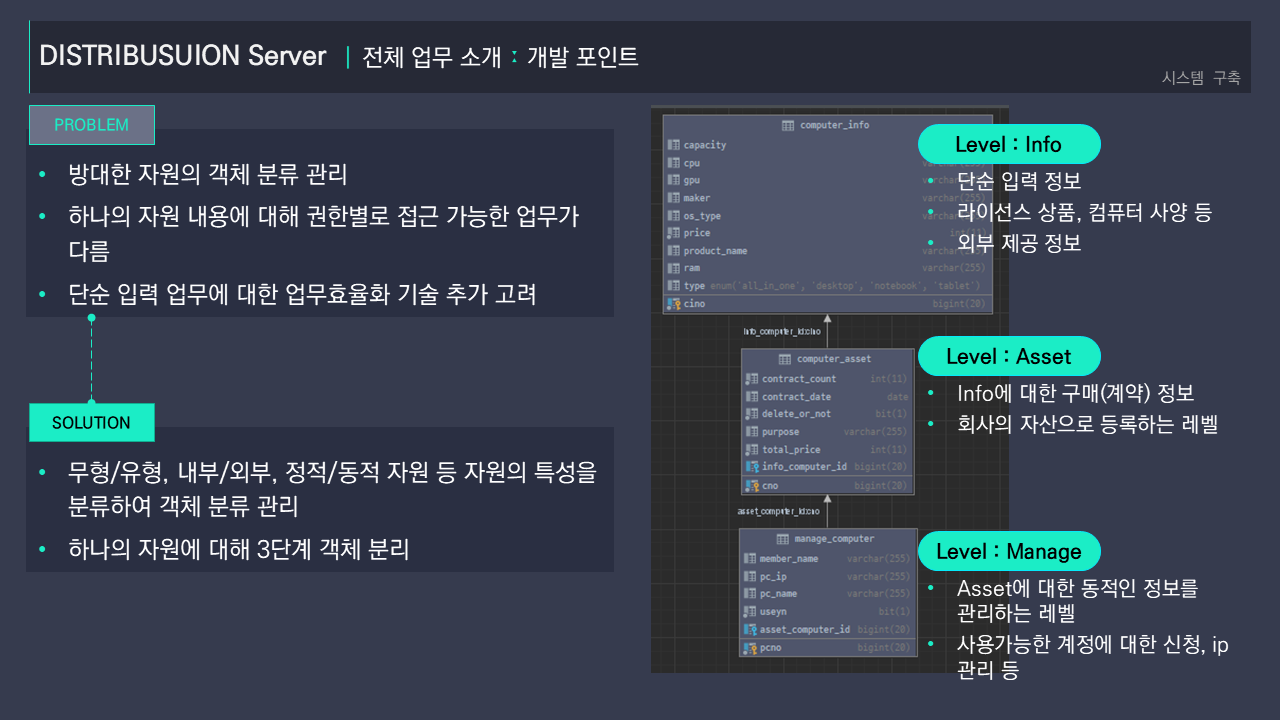 DISTRIBUSUION Server | 전체 업무 소개 : 개발 포인트
시스템 구축
PROBLEM
• 방대한 자원의 객체 분류 관리
• 하나의 자원 내용에 대해 권한별로 접근 가능한 업무가
다름
• 단순 입력 업무에 대한 업무효율화 기술 추가 고려
SOLUTION
• 무형/유형, 내부/외부, 정적/동적 자원 등 자원의 특성을
분류하여 객체 분류 관리
• 하나의 자원에 대해 3단계 객체 분리
computer_info
capacity
cpu varchar(255)
gpu varchar(255)
maker varchar(255)
os_type varchar(255)
price int(11)
product_name varchar(255)
ram varchar(255)
type enum('all_in_one', 'desktop', 'notebook', 'tablet')
cino bigint(20)
info_computer_id:cino
computer_asset
contract_count int(11)
contract_date date
delete_or_not bit(1)
purpose varchar(255)
total_price int(11)
info_computer_id bigint(20)
cno bigint(20)
asset_computer_id:cno
manage_computer
member_name varchar(255)
pc_ip varchar(255)
pc_name varchar(255)
useyn bit(1)
asset_computer_id bigint(20)
pcno bigint(20)
Level : Info
• 단순 입력 정보
• 라이선스 상품, 컴퓨터 사양 등
• 외부 제공 정보
Level : Asset
• Info에 대한 구매(계약) 정보
• 회사의 자산으로 등록하는 레벨
Level : Manage
• Asset에 대한 동적인 정보를
관리하는 레벨
• 사용가능한 계정에 대한 신청, ip
관리 등